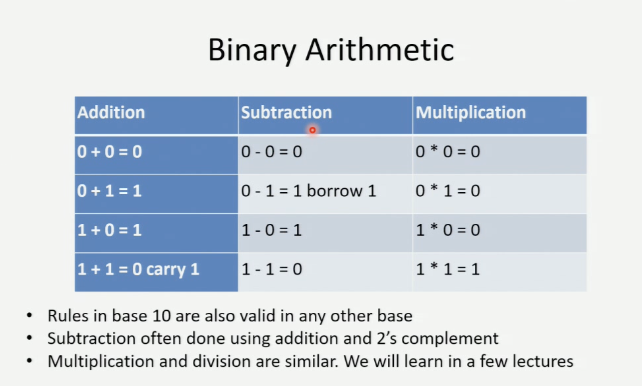 Binary Arithmetic
Addition Subtraction Multiplication
0 + 0 = 0 0 - 0 = 0 0 * 0 = 0
0 + 1 = 1 0 - 1 = 1 borrow 1 0 * 1 = 0
1 + 0 = 1 1 - 0 = 1 1 * 0 = 0
1 + 1 = 0 carry 1 1 - 1 = 0 1 * 1 = 1
• Rules in base 10 are also valid in any other base
• Subtraction often done using addition and 2’s complement
• Multiplication and division are similar. We will learn in a few lectures